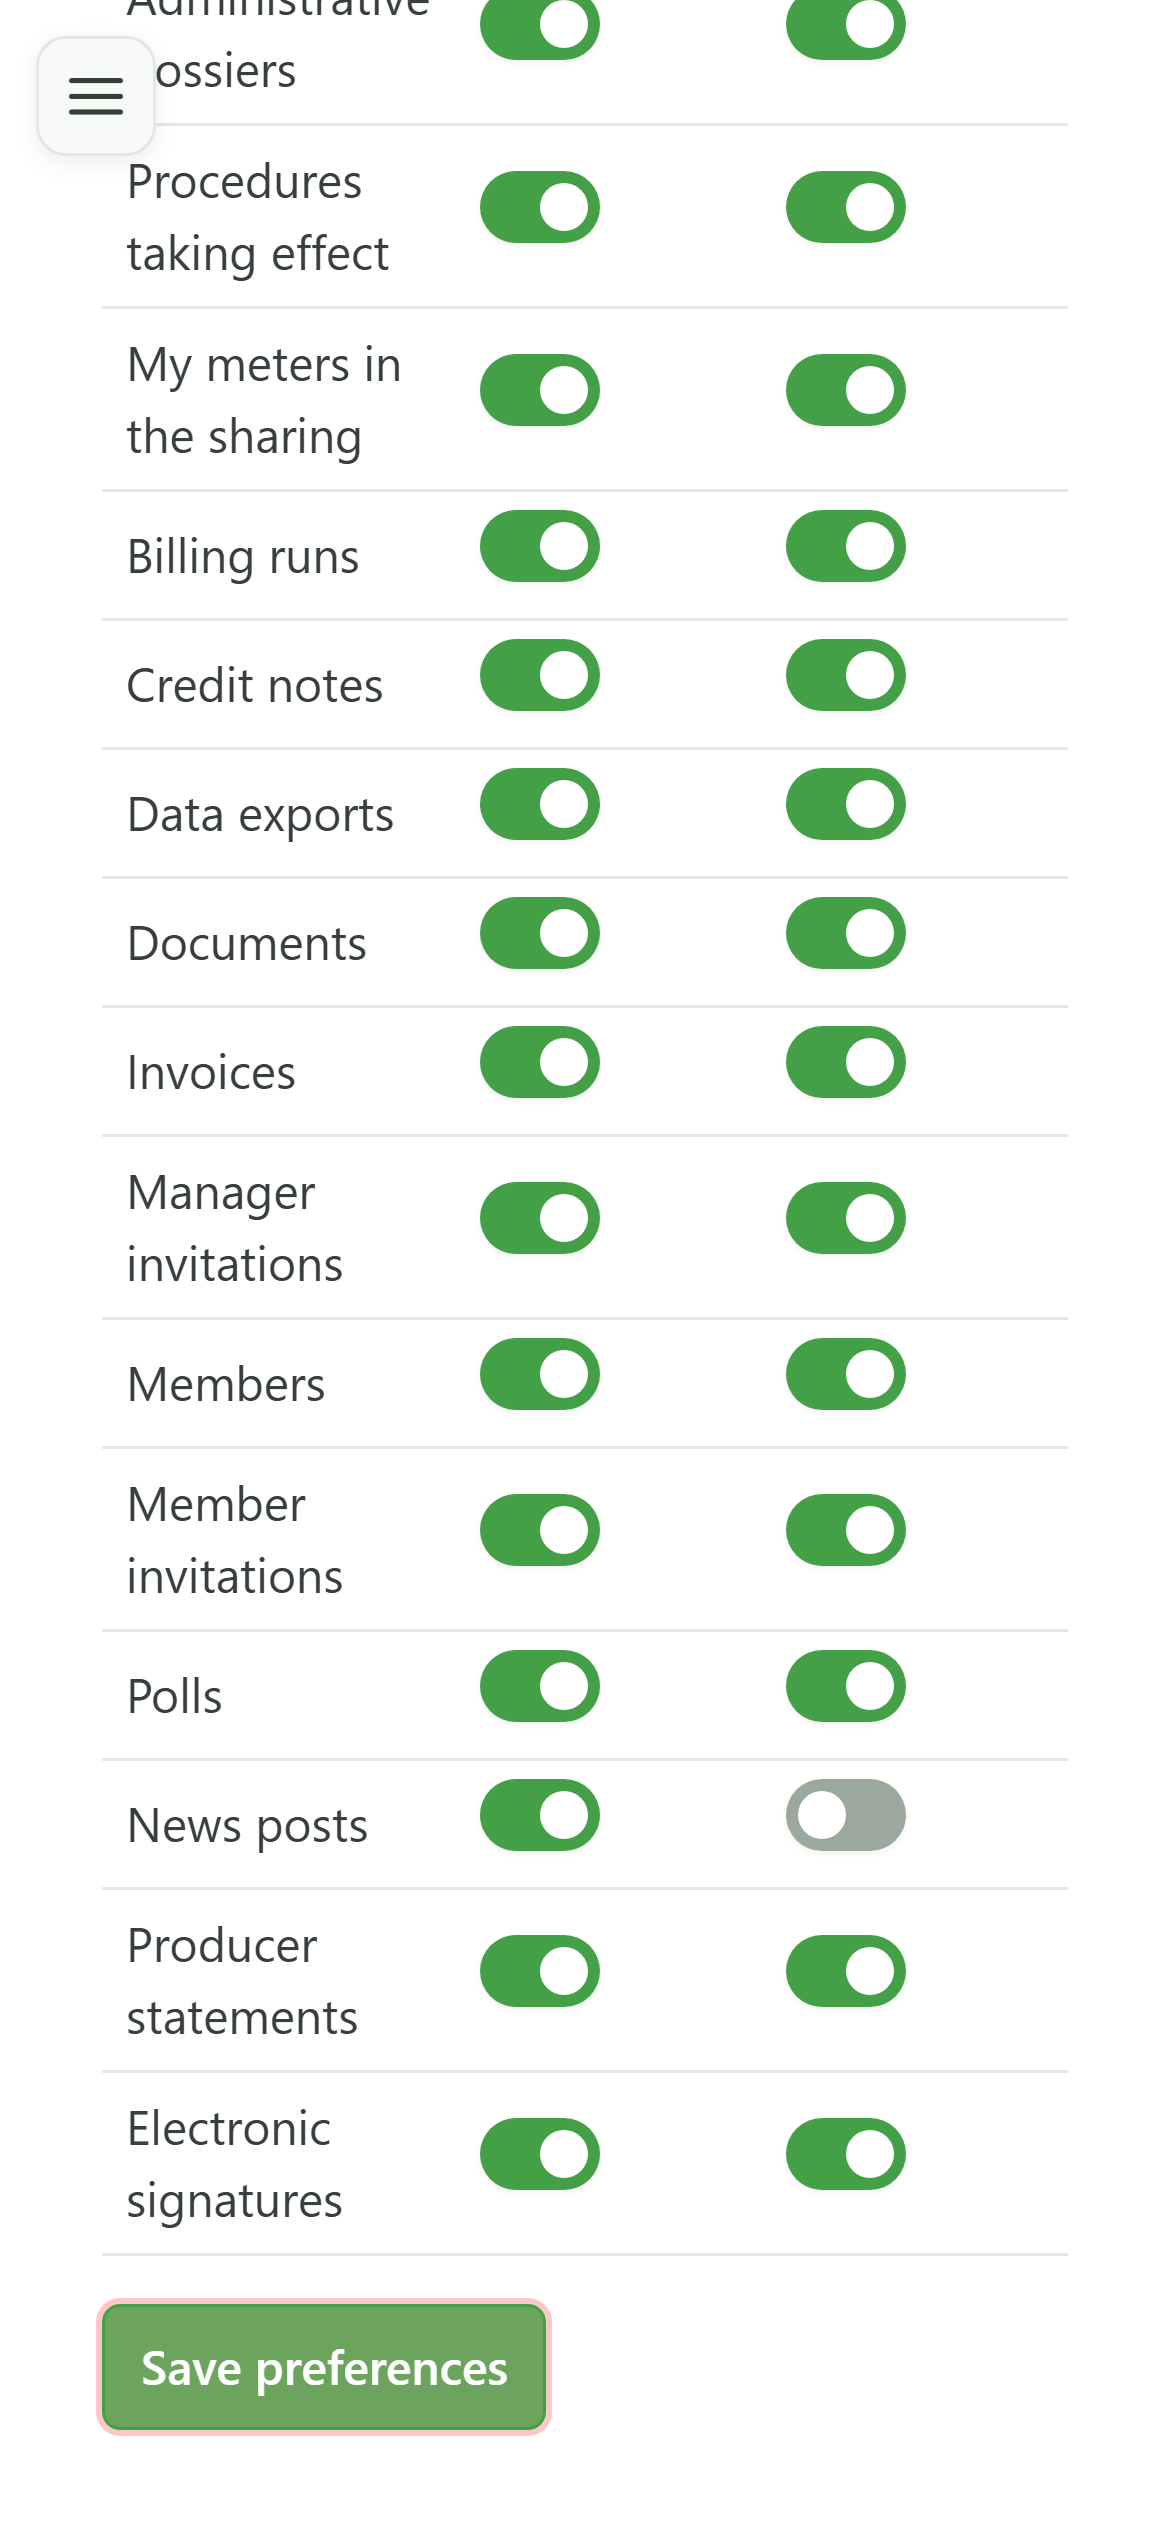 Administrative
ossiers
Procedures
taking effect
My meters in
the sharing
Billing runs
Credit notes
Data exports
Documents
Invoices
Manager
invitations
Members
Member
invitations
Polls
News posts
Producer
statements
Electronic
signatures
Save preferences